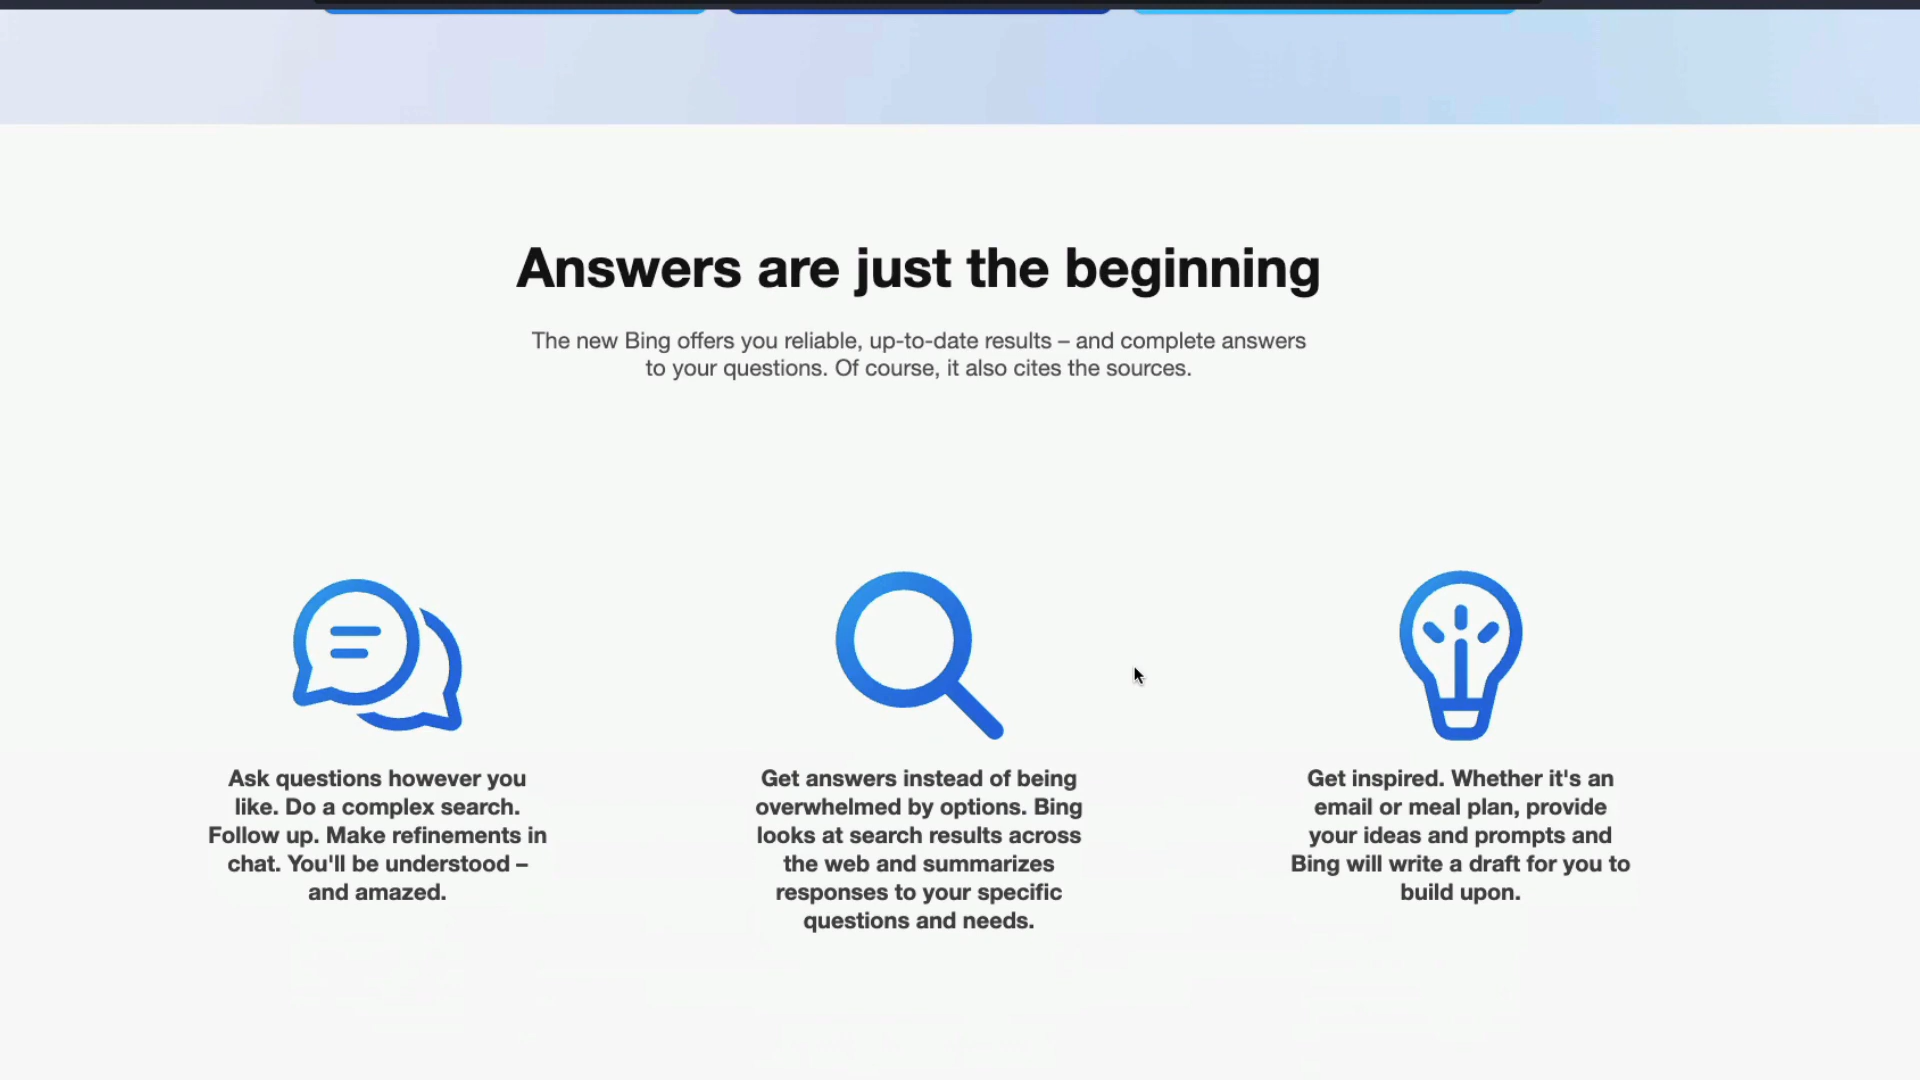 Answers are just the beginning
The new Bing offers you reliable, up-to-date results – and complete answers
to your questions. Of course, it also cites the sources.
Ask questions however you
like. Do a complex search.
Follow up. Make refinements in
chat. You'll be understood –
and amazed.
Get answers instead of being
overwhelmed by options. Bing
looks at search results across
the web and summarizes
responses to your specific
questions and needs.
Get inspired. Whether it's an
email or meal plan, provide
your ideas and prompts and
Bing will write a draft for you to
build upon.